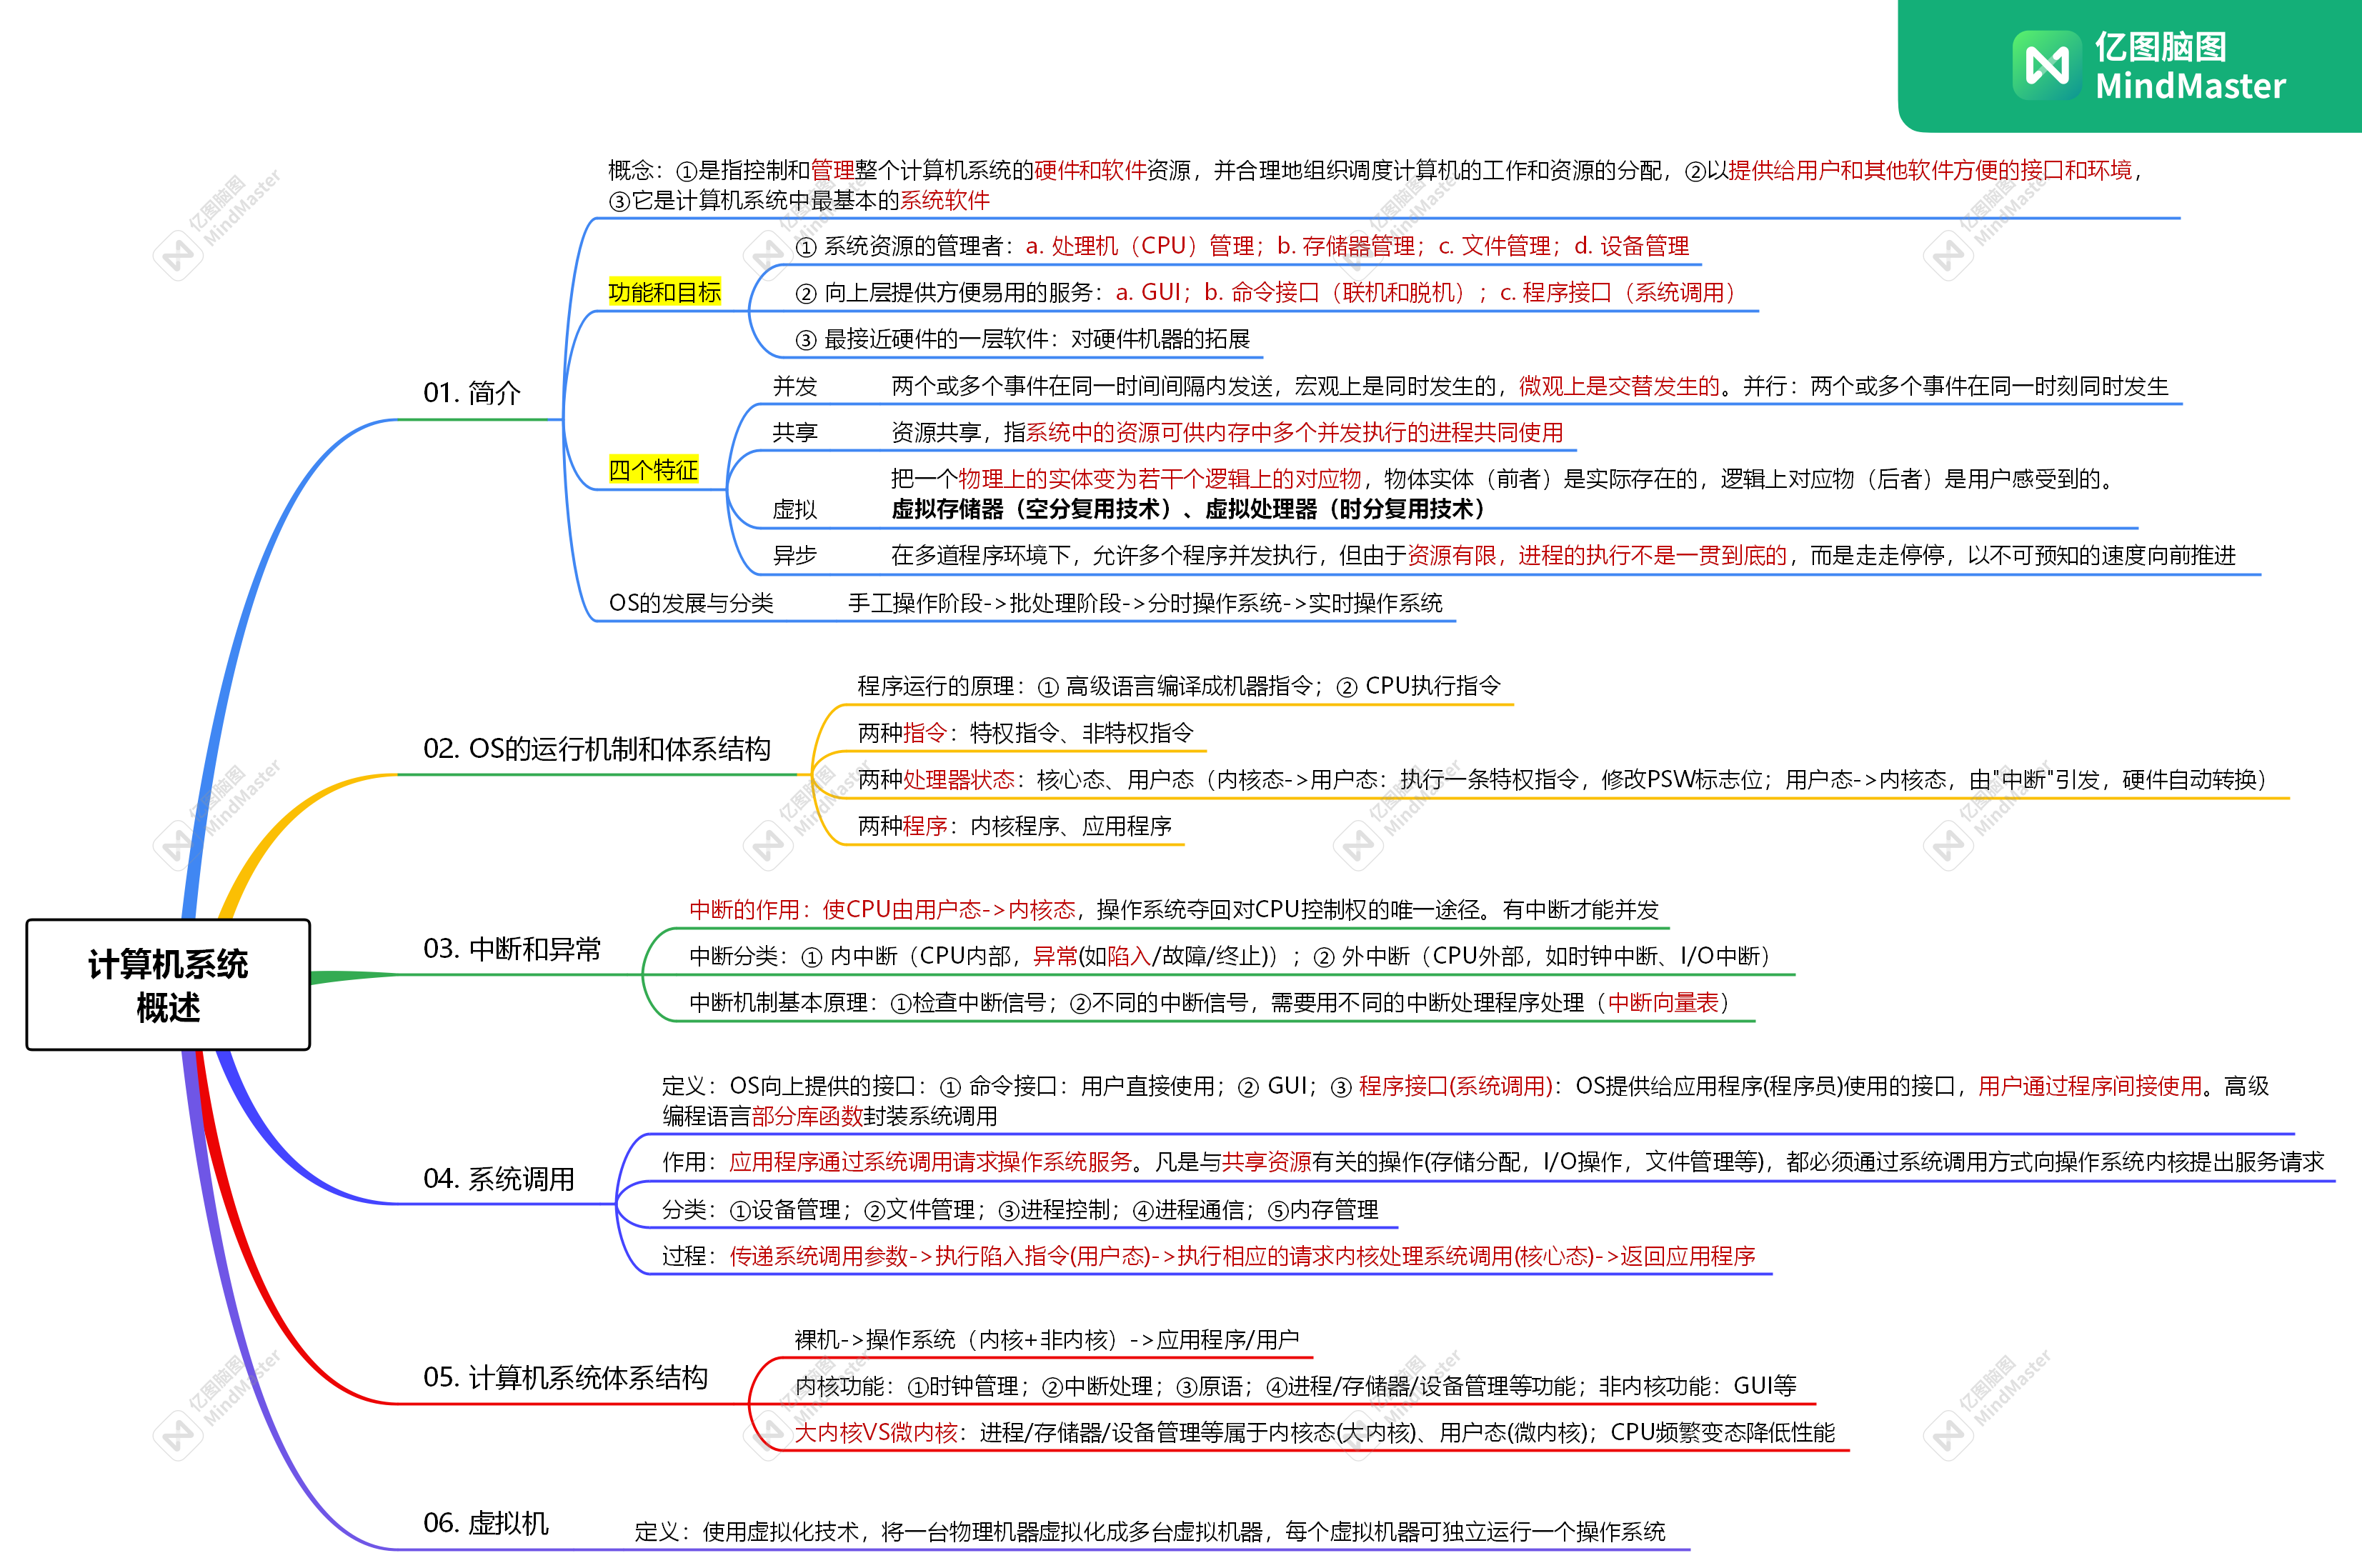 亿图脑图
MindMaster
概念：①是指控制和管理整个计算机系统的硬件和软件资源，并合理地组织调度计算机的工作和资源的分配，②以提供给用户和其他软件方便的接口和环境，
③它是计算机系统中最基本的系统软件
① 系统资源的管理者：a. 处理机（CPU）管理；b. 存储器管理；c. 文件管理；d. 设备管理
功能和目标
② 向上层提供方便易用的服务：a. GUI；b. 命令接口（联机和脱机）；c. 程序接口（系统调用）
③ 最接近硬件的一层软件：对硬件机器的拓展
01. 简介
并发 两个或多个事件在同一时间间隔内发送，宏观上是同时发生的，微观上是交替发生的。并行：两个或多个事件在同一时刻同时发生
共享 资源共享，指系统中的资源可供内存中多个并发执行的进程共同使用
四个特征
把一个物理上的实体变为若干个逻辑上的对应物，物体实体（前者）是实际存在的，逻辑上对应物（后者）是用户感受到的。
虚拟 虚拟存储器（空分复用技术）、虚拟处理器（时分复用技术）
异步 在多道程序环境下，允许多个程序并发执行，但由于资源有限，进程的执行不是一贯到底的，而是走走停停，以不可预知的速度向前推进
OS的发展与分类 手工操作阶段->批处理阶段->分时操作系统->实时操作系统
程序运行的原理：① 高级语言编译成机器指令；② CPU执行指令
02. OS的运行机制和体系结构
两种指令：特权指令、非特权指令
两种处理器状态：核心态、用户态（内核态->用户态：执行一条特权指令，修改PSW标志位；用户态->内核态，由"中断"引发，硬件自动转换）
两种程序：内核程序、应用程序
计算机系统
概述
中断的作用：使CPU由用户态->内核态，操作系统夺回对CPU控制权的唯一途径。有中断才能并发
03. 中断和异常
中断分类：① 内中断（CPU内部，异常(如陷入/故障/终止)）；② 外中断（CPU外部，如时钟中断、I/O中断）
中断机制基本原理：①检查中断信号；②不同的中断信号，需要用不同的中断处理程序处理（中断向量表）
定义：OS向上提供的接口：① 命令接口：用户直接使用；② GUI；③ 程序接口(系统调用)：OS提供给应用程序(程序员)使用的接口，用户通过程序间接使用。高级
编程语言部分库函数封装系统调用
04. 系统调用
作用：应用程序通过系统调用请求操作系统服务。凡是与共享资源有关的操作(存储分配，I/O操作，文件管理等)，都必须通过系统调用方式向操作系统内核提出服务请求
分类：①设备管理；②文件管理；③进程控制；④进程通信；⑤内存管理
过程：传递系统调用参数->执行陷入指令(用户态)->执行相应的请求内核处理系统调用(核心态)->返回应用程序
裸机->操作系统（内核+非内核）->应用程序/用户
05. 计算机系统体系结构
内核功能：①时钟管理；②中断处理；③原语；④进程/存储器/设备管理等功能；非内核功能：GUI等
大内核VS微内核：进程/存储器/设备管理等属于内核态(大内核)、用户态(微内核)；CPU频繁变态降低性能
06. 虚拟机
定义：使用虚拟化技术，将一台物理机器虚拟化成多台虚拟机器，每个虚拟机器可独立运行一个操作系统